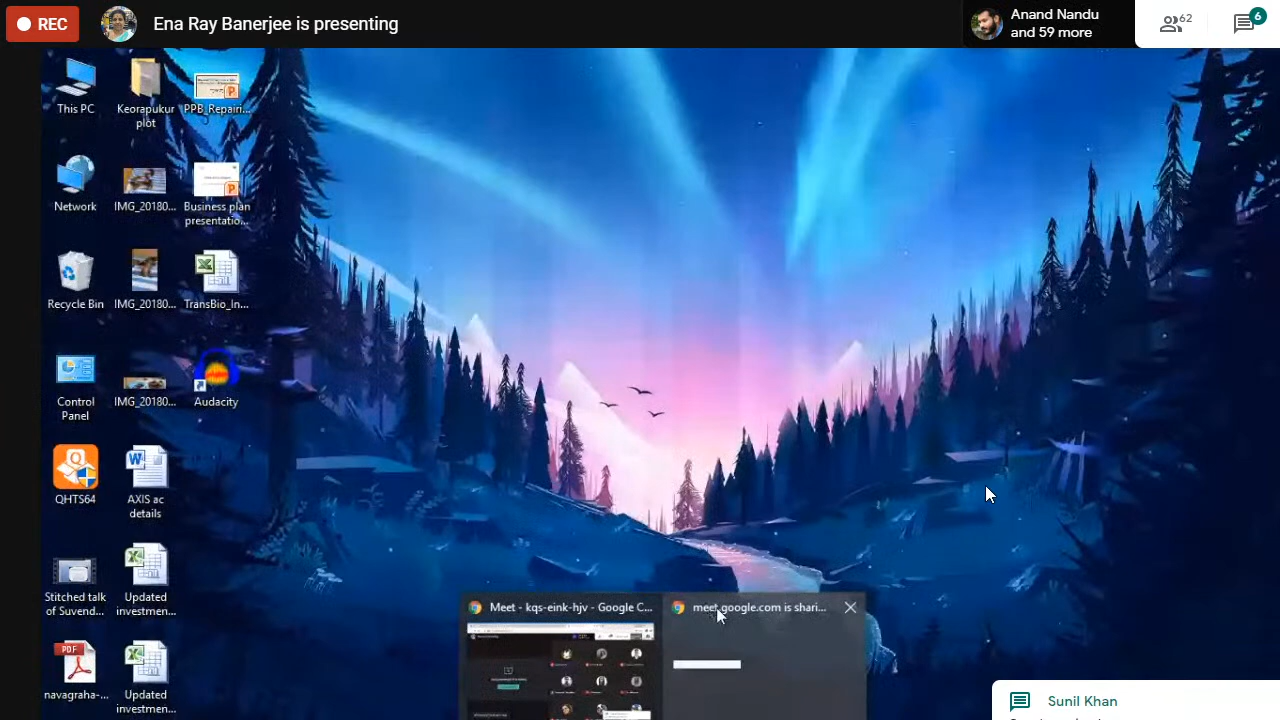 REC
Ena Ray Banerjee is presenting
Anand Nandu
and 59 more
62
6
This PC
Keorapukur
plot
PPB_Repairi...
Network
IMG_20180...
Business plan
presentatio...
Recycle Bin
IMG_20180...
TransBio_In...
Control
Panel
IMG_20180...
Audacity
QHTS64
AXIS ac
details
Stitched talk
of Suvend...
Updated
investmen...
PDF
navagraha-...
Updated
investmen...
Meet - kqs-eink-hjv - Google C...
meet.google.com is shari...
Sunil Khan